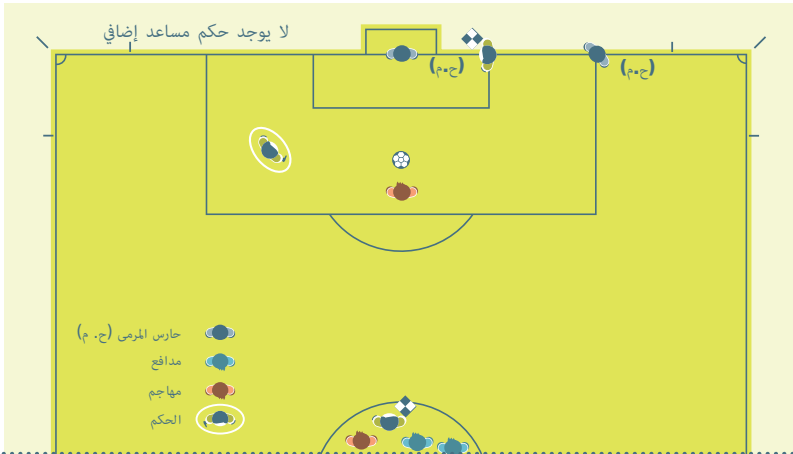 لا يوجد حكم مساعد إضافي
(ح.م)
(ح.م)
حارس المرمى (ح. م)
مدافع
مهاجم
الحكم